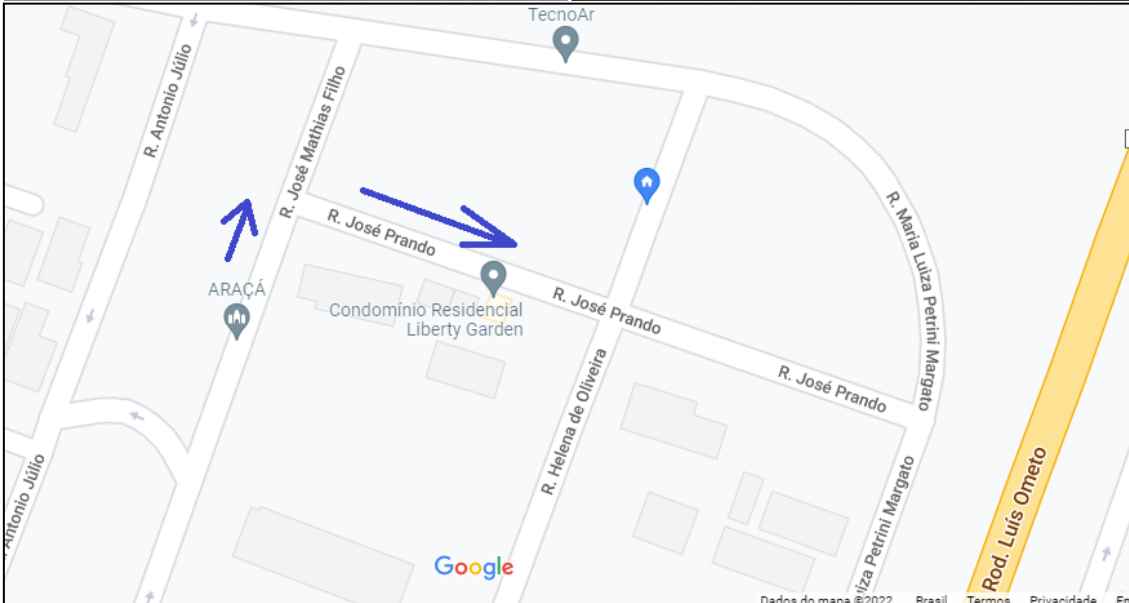 TecnoAr
R. Antonio Júlio
R. José Mathias Filho
R. Maria Luiza Petrini Margato
R. José Prando
ARAÇÁ
Condomínio Residencial
Liberty Garden
R. José Prando
R. José Prando
R. Helena de Oliveira
Antonio Júlio
Luiza Petrini Margato
Rod. Luís Ometo
Google
Dados do mapa ©2022 Brasil Termos Privacidade